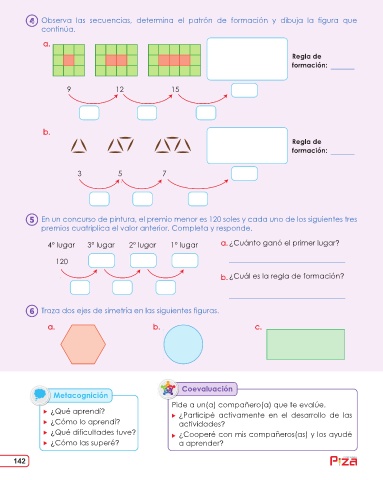 4 Observa las secuencias, determina el patrón de formación y dibuja la figura que
continúa.
a.
Regla de
formación: ______
9 12 15
b.
Regla de
formación: ______
3 5 7
5 En un concurso de pintura, el premio menor es 120 soles y cada uno de los siguientes tres
premios cuatriplica el valor anterior. Completa y responde.
4° lugar 3° lugar 2° lugar 1° lugar
120
a. ¿Cuánto ganó el primer lugar?
b. ¿Cuál es la regla de formación?
6 Traza dos ejes de simetría en las siguientes figuras.
a. b. c.
Metacognición
▸ ¿Qué aprendí?
▸ ¿Cómo lo aprendí?
▸ ¿Qué dificultades tuve?
▸ ¿Cómo las superé?
Coevaluación
Pide a un(a) compañero(a) que te evalúe.
▸ ¿Participé activamente en el desarrollo de las
actividades?
▸ ¿Cooperé con mis compañeros(as) y los ayudé
a aprender?
142